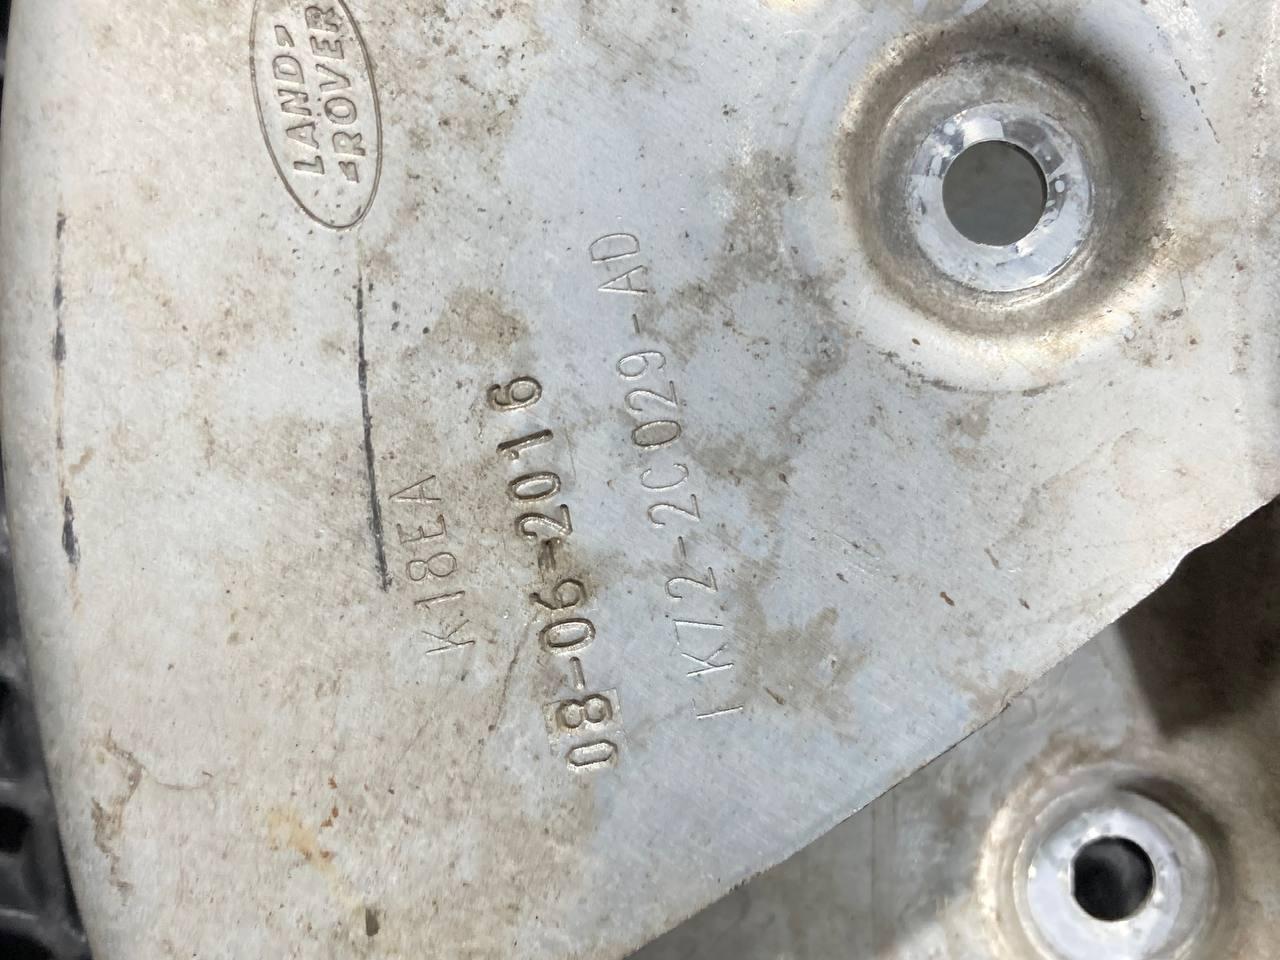 LAND-
-ROVER
K18EA
08-06-2016
FK72-2C029-AD